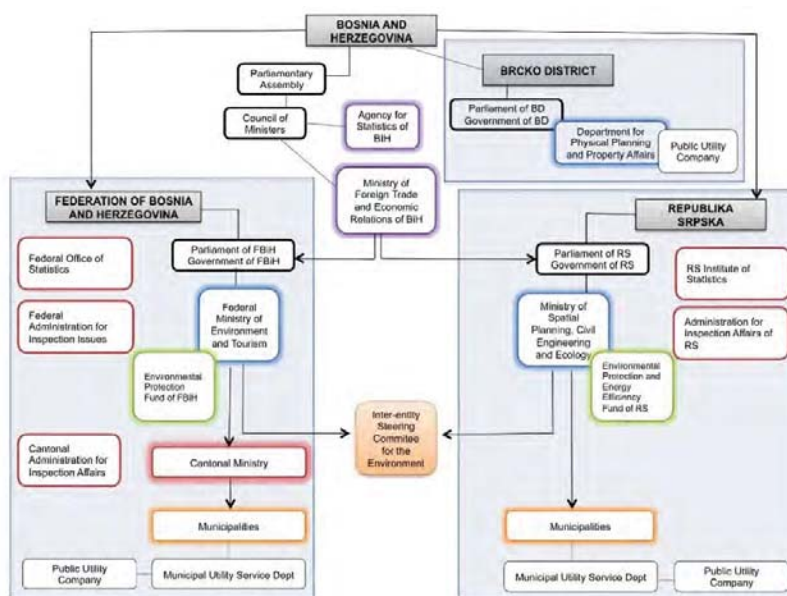 BOSNIA AND
HERZEGOVINA
BRCKO DISTRICT
Parliamentary
Assembly
Council of
Ministers
Agency for
Statistics of
BIH
Parliament of BD
Government of BD
Department for
Physical Planning
and Property Affairs
Public Utility
Company
Ministry of
Foreign Trade
and Economic
Relations of BiH
FEDERATION OF BOSNIA
AND HERZEGOVINA
Parliament of FBiH
Government of FBiH
Federal Office of
Statistics
Federal
Administration for
Inspection Issues
Federal
Ministry of
Environment
and Tourism
Environmental
Protection
Fund of FBiH
Cantonal
Administration for
Inspection Affairs
Cantonal Ministry
Municipalities
Public Utility
Company
Municipal Utility Service Dept
Inter-entity
Steering
Commitee
for the
Environment
REPUBLIKA
SRPSKA
Parliament of RS
Government of RS
RS Institute of
Statistics
Ministry of
Spatial
Planning, Civil
Engineering
and Ecology
Administration for
Inspection Affairs of
RS
Environmental
Protection and
Energy
Efficiency
Fund of RS
Municipalities
Municipal Utility Service Dept
Public Utility
Company